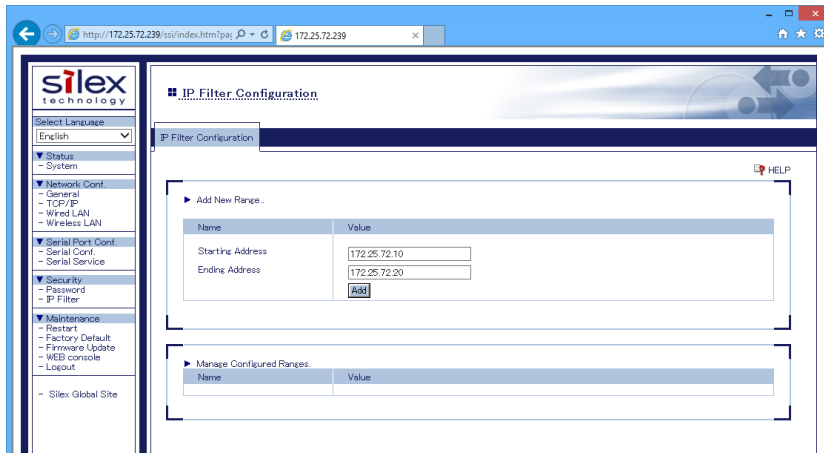 http://172.25.72.239/ssi/index.htm?pa
172.25.72.239
silex
technology
Select Language
English
▼ Status
- System
▼ Network Conf.
- General
- TCP/IP
- Wired LAN
- Wireless LAN
▼ Serial Port Conf.
- Serial Conf.
- Serial Service
▼ Security
- Password
- IP Filter
▼ Maintenance
- Restart
- Factory Default
- Firmware Update
- WEB console
- Logout
- Silex Global Site
IP Filter Configuration
IP Filter Configuration
HELP
► Add New Range..
Name Value
Starting Address 172.25.72.10
Ending Address 172.25.72.20
Add
► Manage Configured Ranges.
Name Value